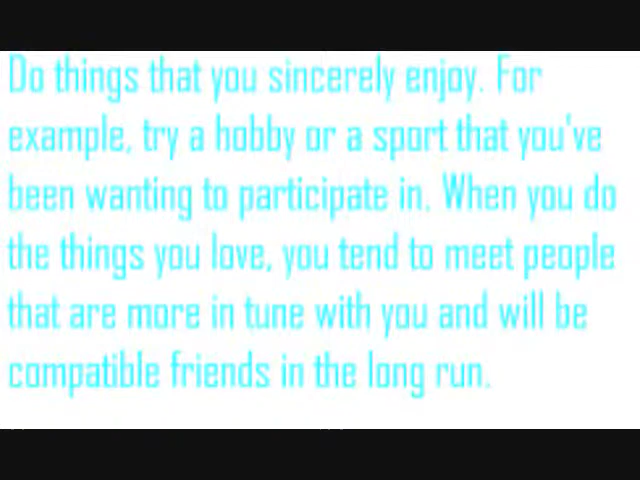 Do things that you sincerely enjoy. For
example, try a hobby or a sport that you've
been wanting to participate in. When you do
the things you love, you tend to meet people
that are more in tune with you and will be
compatible friends in the long run.